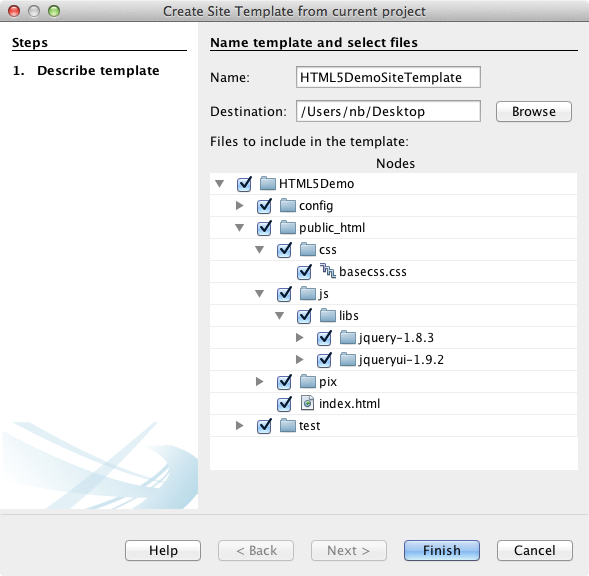 Create Site Template from current project
Steps
1. Describe template
Name template and select files
Name: HTML5DemoSiteTemplate
Destination: /Users/nb/Desktop Browse
Files to include in the template:
Nodes
HTML5Demo
config
public_html
css
basecss.css
js
libs
jquery-1.8.3
jqueryui-1.9.2
pix
index.html
test
Help < Back Next > Finish Cancel